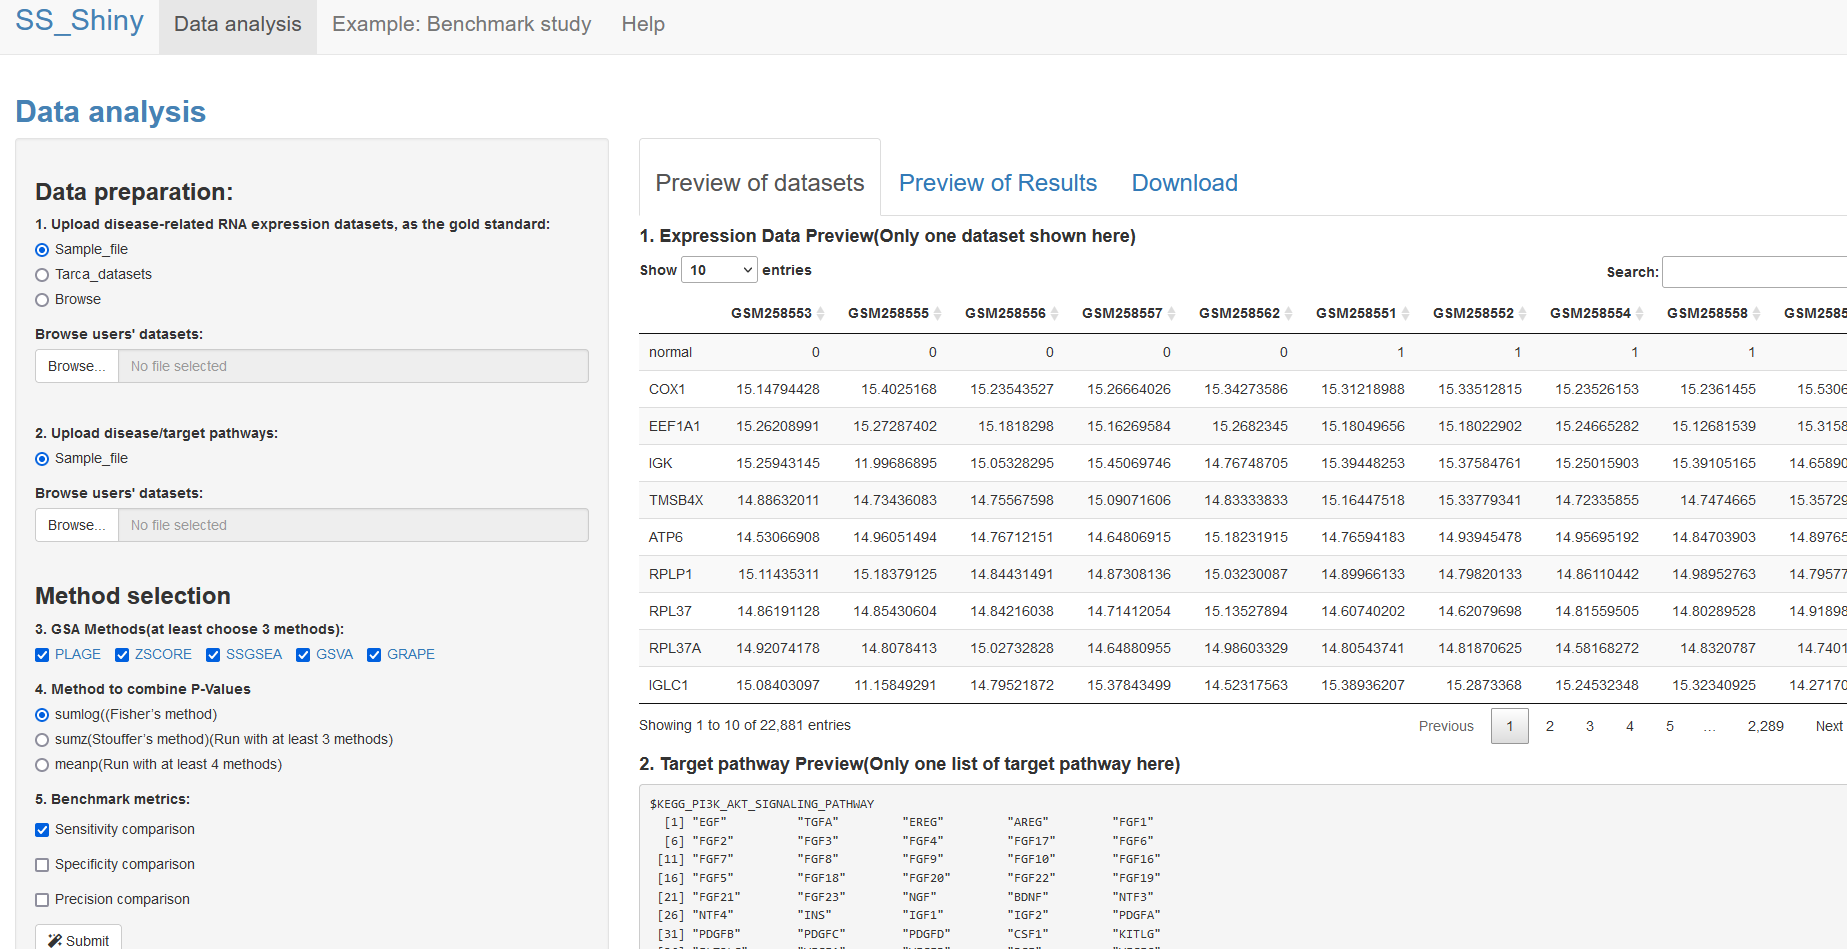 SS_Shiny Data analysis Example: Benchmark study Help
Data analysis
Data preparation:
1. Upload disease-related RNA expression datasets, as the gold standard:
Sample_file
Tarca_datasets
Browse
Browse users' datasets:
Browse... No file selected
2. Upload disease/target pathways:
Sample_file
Browse users' datasets:
Browse... No file selected
Method selection
3. GSA Methods(at least choose 3 methods):
PLAGE ZSCORE SSGSEA GSVA GRAPE
4. Method to combine P-Values
sumlog((Fisher's method)
sumz(Stouffer's method)(Run with at least 3 methods)
meanp(Run with at least 4 methods)
5. Benchmark metrics:
Sensitivity comparison
Specificity comparison
Precision comparison
Submit
Preview of datasets Preview of Results Download
1. Expression Data Preview(Only one dataset shown here)
Show 10 entries Search:
GSM258553 GSM258555 GSM258556 GSM258557 GSM258562 GSM258551 GSM258552 GSM258554 GSM258558 GSM2585
normal 0 0 0 0 0 1 1 1 1
COX1 15.14794428 15.4025168 15.23543527 15.26664026 15.34273586 15.31218988 15.33512815 15.23526153 15.2361455 15.5306
EEF1A1 15.26208991 15.27287402 15.1818298 15.16269584 15.2682345 15.18049656 15.18022902 15.24665282 15.12681539 15.3158
IGK 15.25943145 11.99686895 15.05328295 15.45069746 14.76748705 15.39448253 15.37584761 15.25015903 15.39105165 14.65890
TMSB4X 14.88632011 14.73436083 14.75567598 15.09071606 14.83333833 15.16447518 15.33779341 14.72335855 14.7474665 15.35729
ATP6 14.53066908 14.96051494 14.76712151 14.64806915 15.18231915 14.76594183 14.93945478 14.95695192 14.84703903 14.89765
RPLP1 15.11435311 15.18379125 14.84431491 14.87308136 15.03230087 14.89966133 14.79820133 14.86110442 14.98952763 14.79577
RPL37 14.86191128 14.85430604 14.84216038 14.71412054 15.13527894 14.60740202 14.62079698 14.81559505 14.80289528 14.91898
RPL37A 14.92074178 14.8078413 15.02732828 14.64880955 14.98603329 14.80543741 14.81870625 14.58168272 14.8320787 14.7401
IGLC1 15.08403097 11.15849291 14.79521872 15.37843499 14.52317563 15.38936207 15.2873368 15.24532348 15.32340925 14.27170
Showing 1 to 10 of 22,881 entries Previous 1 2 3 4 5 … 2,289 Next
2. Target pathway Preview(Only one list of target pathway here)
$KEGG_PI3K_AKT_SIGNALING_PATHWAY
[1] "EGF" "TGFA" "EREG" "AREG" "FGF1"
[6] "FGF2" "FGF3" "FGF4" "FGF17" "FGF6"
[11] "FGF7" "FGF8" "FGF9" "FGF10" "FGF16"
[16] "FGF5" "FGF18" "FGF20" "FGF22" "FGF19"
[21] "FGF21" "FGF23" "NGF" "BDNF" "NTF3"
[26] "NTF4" "INS" "IGF1" "IGF2" "PDGFA"
[31] "PDGFB" "PDGFC" "PDGFD" "CSF1" "KITLG"